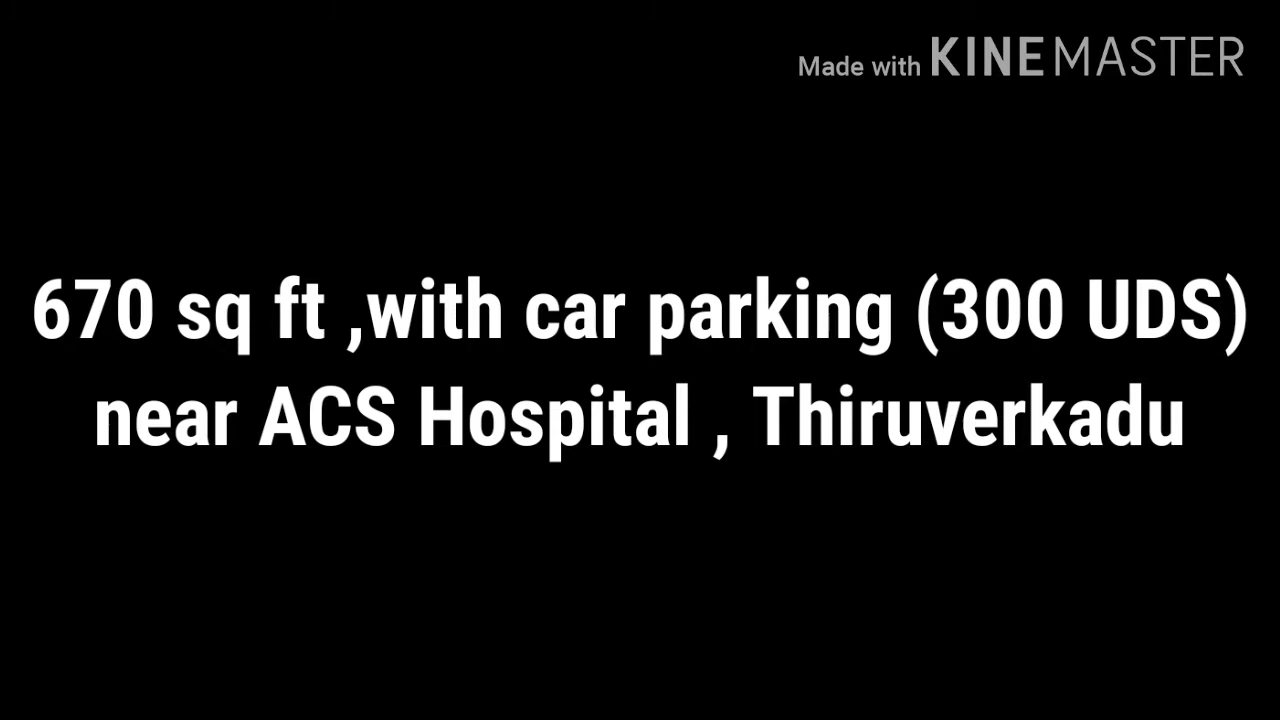 Made with KINEMASTER
670 sq ft ,with car parking (300 UDS)
near ACS Hospital , Thiruverkadu